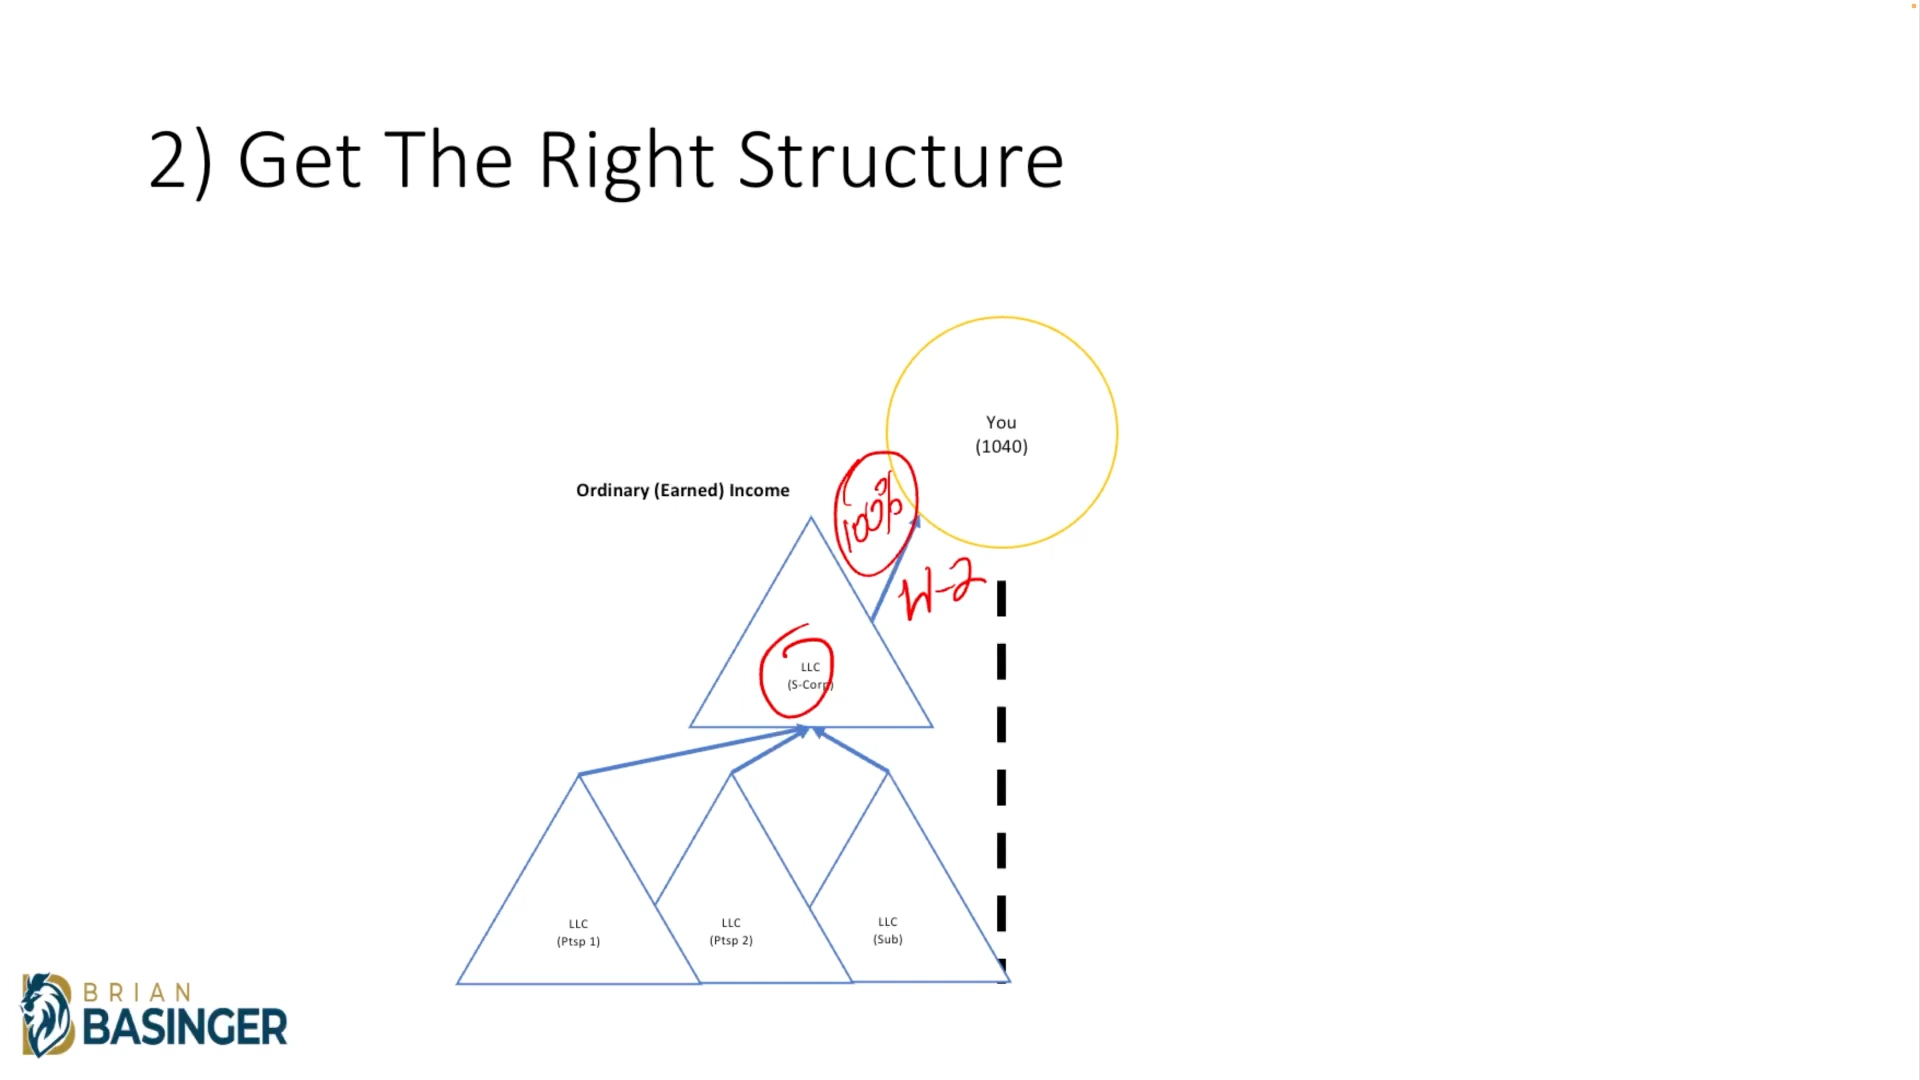 2) Get The Right Structure
You
(1040)
Ordinary (Earned) Income
100%
W-2
LLC
(S-Corp)
LLC
(Ptsp 1)
LLC
(Ptsp 2)
LLC
(Sub)
BRIAN
BASINGER